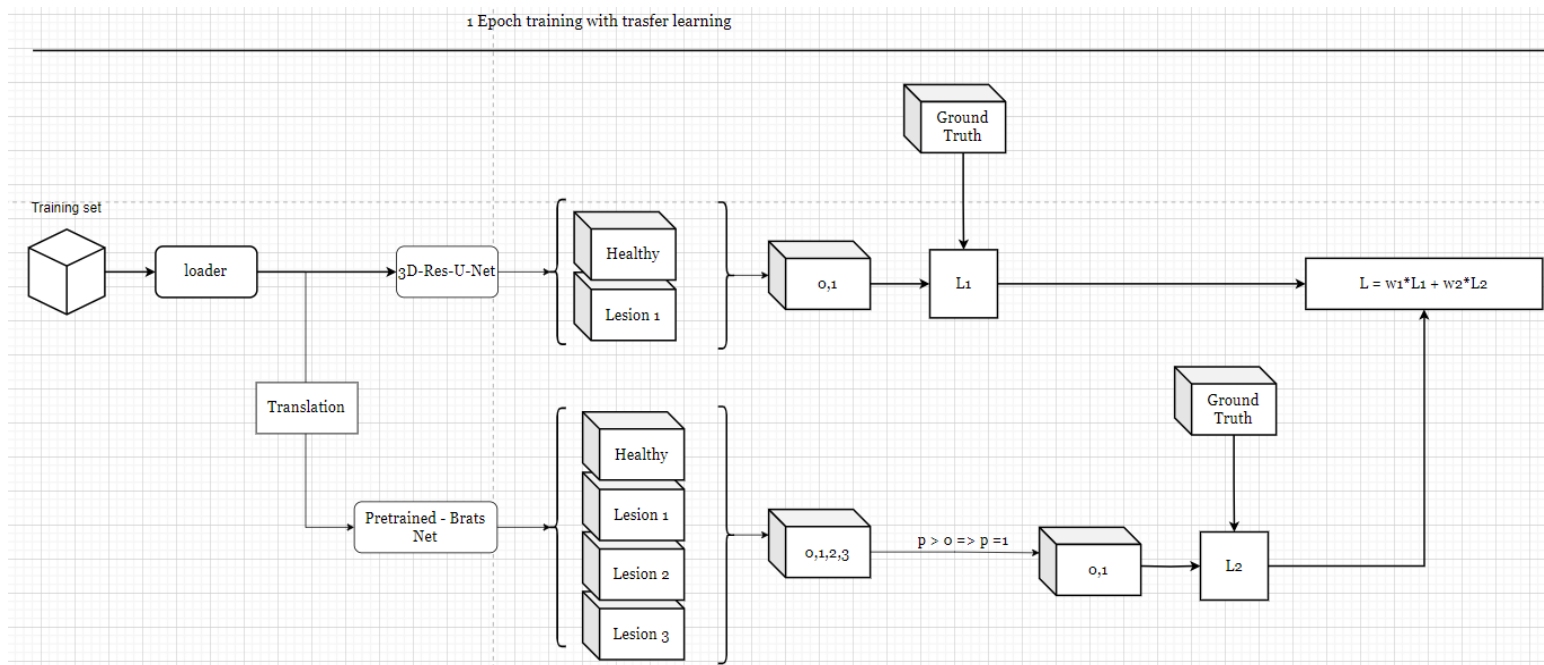 1 Epoch training with trasfer learning
Ground
Truth
Training set
loader
3D-Res-U-Net
Healthy
Lesion 1
0,1
L1
L = w1*L1 + w2*L2
Translation
Ground
Truth
Pretrained - Brats
Net
Healthy
Lesion 1
Lesion 2
Lesion 3
0,1,2,3
p > 0 => p =1
0,1
L2